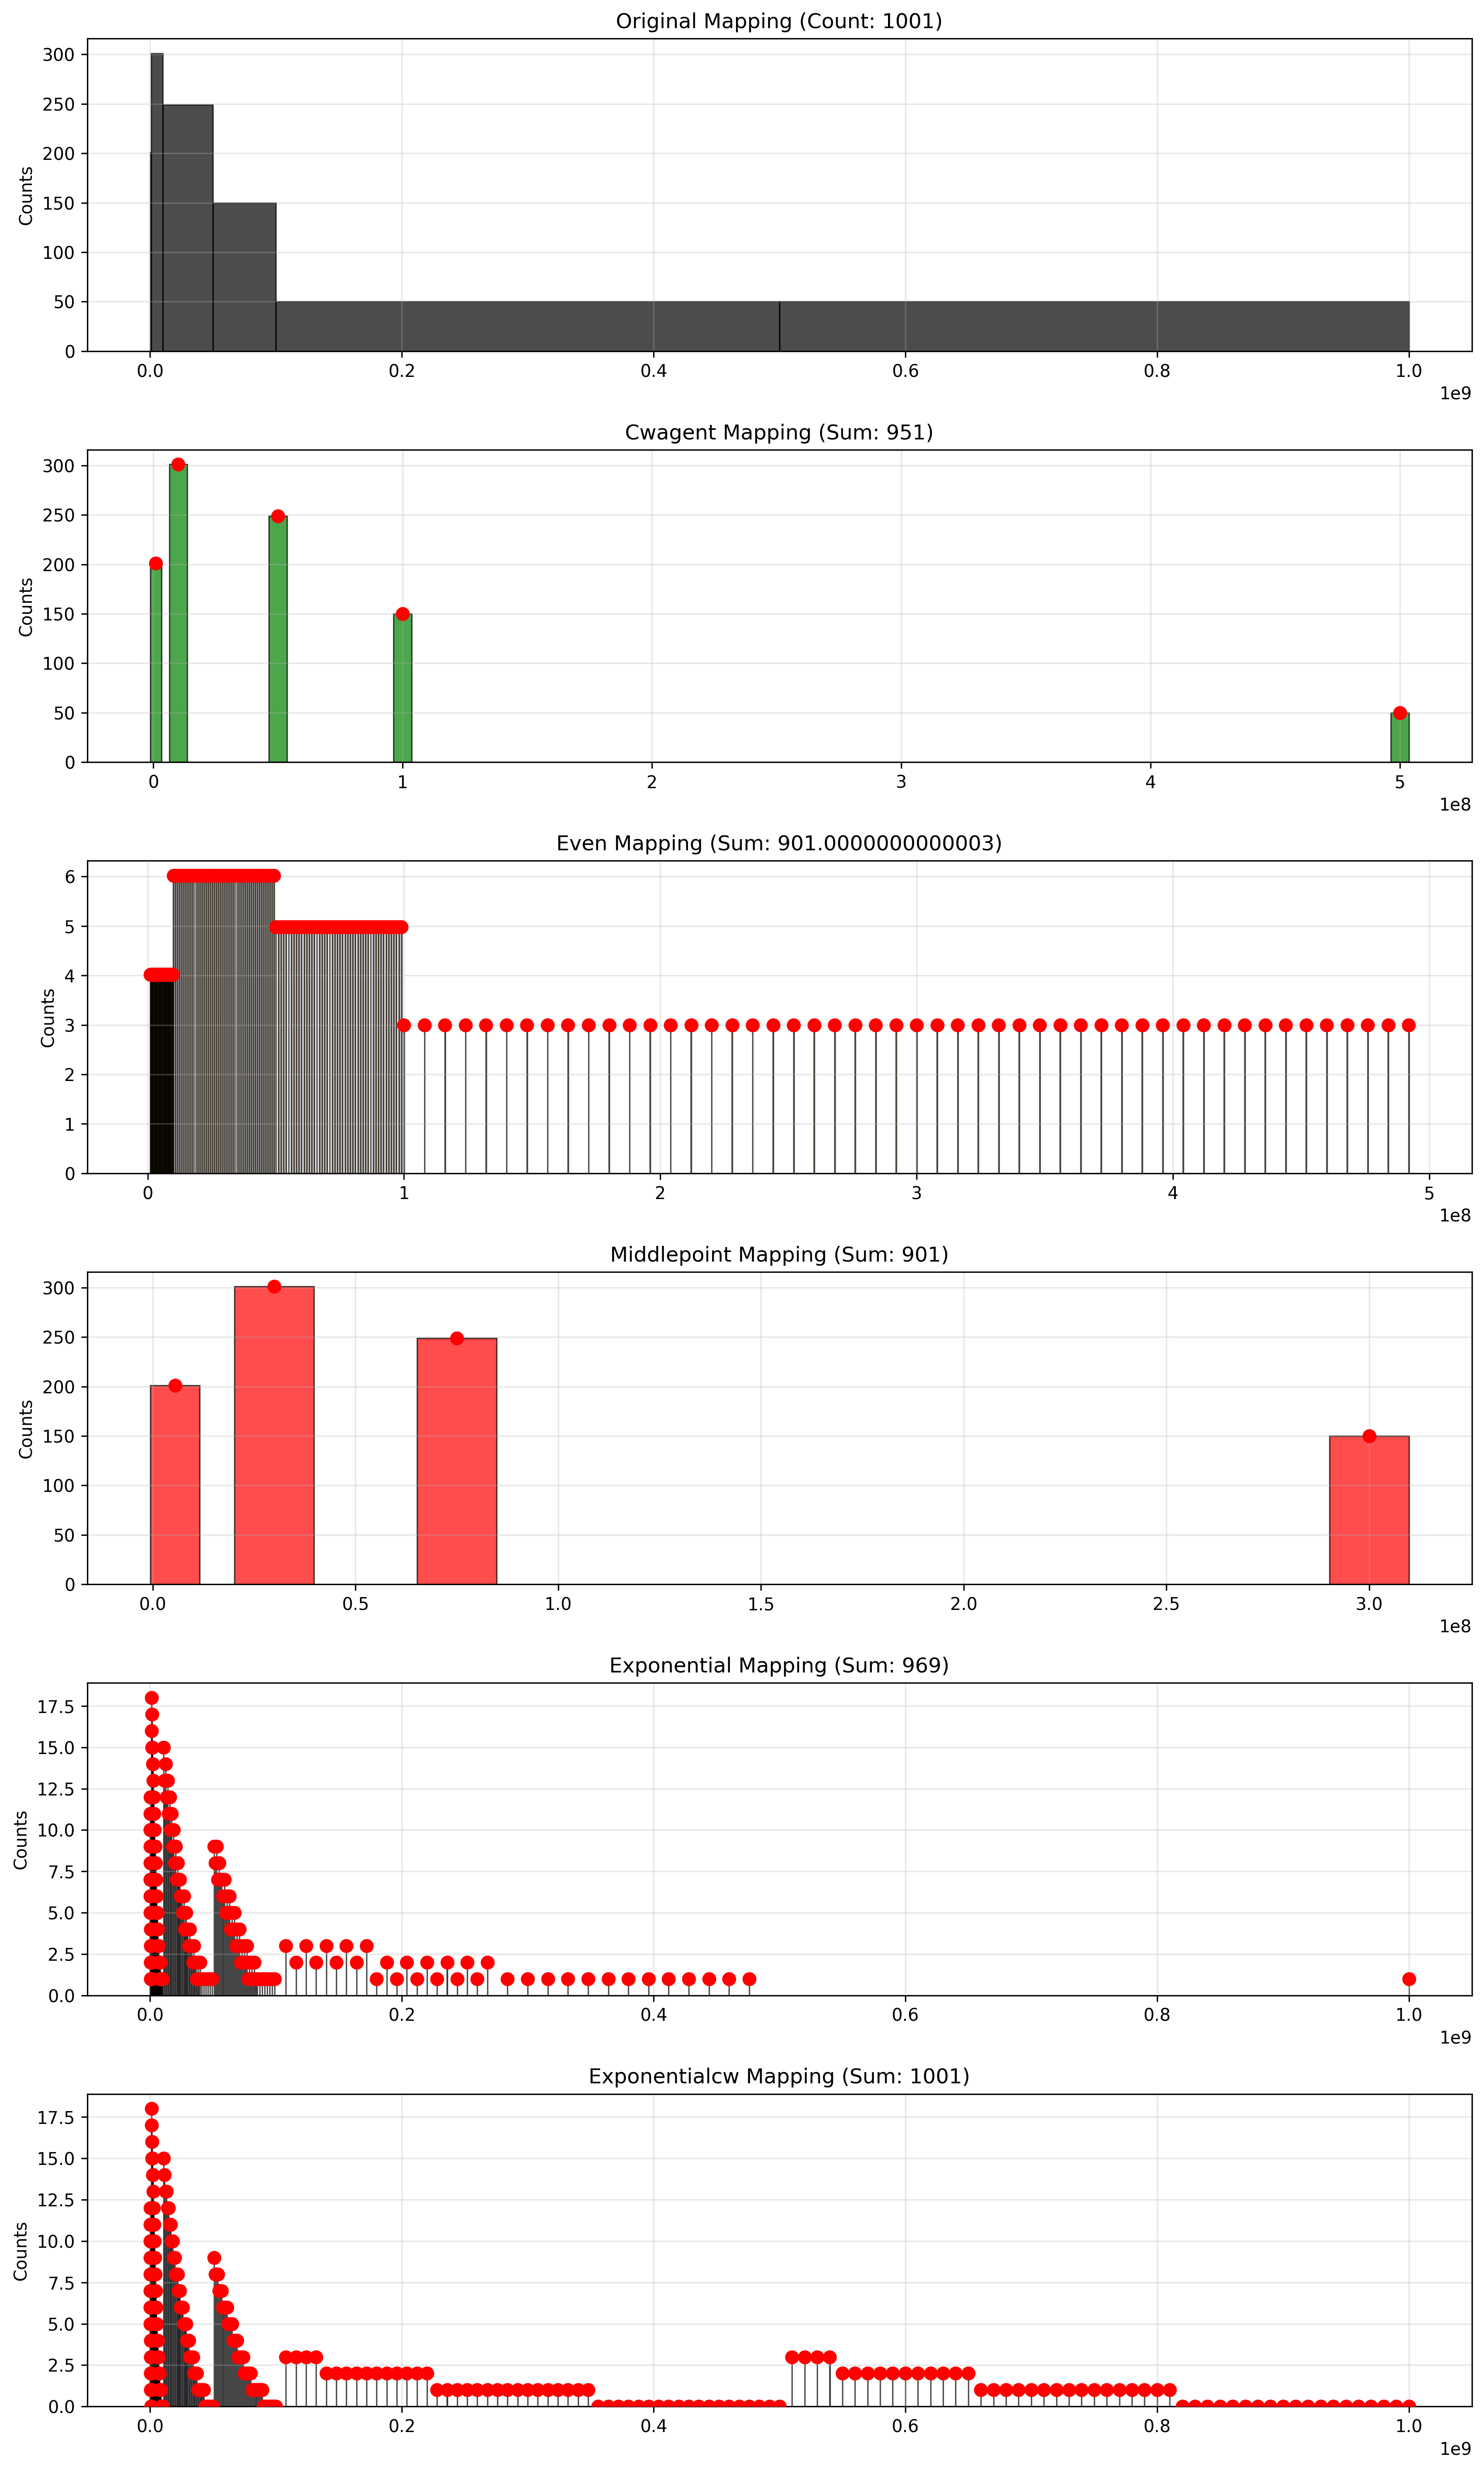 Original Mapping (Count: 1001)
300
250
200
150
100
50
0
Counts
0.0 0.2 0.4 0.6 0.8 1.0
1e9
Cwagent Mapping (Sum: 951)
300
250
200
150
100
50
0
Counts
0 1 2 3 4 5
1e8
Even Mapping (Sum: 901.0000000000003)
6
5
4
3
2
1
0
Counts
0 1 2 3 4 5
1e8
Middlepoint Mapping (Sum: 901)
300
250
200
150
100
50
0
Counts
0.0 0.5 1.0 1.5 2.0 2.5 3.0
1e8
Exponential Mapping (Sum: 969)
17.5
15.0
12.5
10.0
7.5
5.0
2.5
0.0
Counts
0.0 0.2 0.4 0.6 0.8 1.0
1e9
Exponentialcw Mapping (Sum: 1001)
17.5
15.0
12.5
10.0
7.5
5.0
2.5
0.0
Counts
0.0 0.2 0.4 0.6 0.8 1.0
1e9